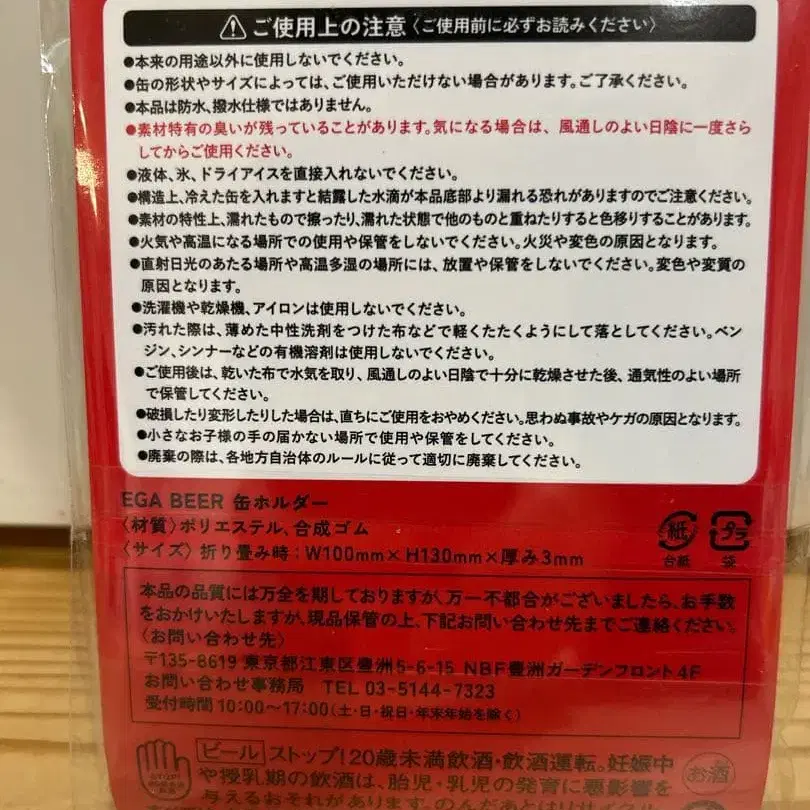 ご使用上の注意〈ご使用前に必ずお読みください〉
●本来の用途以外に使用しないでください。
●缶の形状やサイズによっては、ご使用いただけない場合があります。ご了承ください。
●本品は防水、撥水仕様ではありません。
●素材特有の臭いが残っていることがあります。気になる場合は、風通しのよい日陰に一度さら
してからご使用ください。
●液体、氷、ドライアイスを直接入れないでください。
●構造上、冷えた缶を入れますと結露した水滴が本品底部より漏れる恐れがありますのでご注意ください。
●素材の特性上、濡れたもので擦ったり、濡れた状態で他のものと重ねたりすると色移りすることがあります。
●火気や高温になる場所での使用や保管をしないでください。火災や変色の原因となります。
●直射日光のあたる場所や高温多湿の場所には、放置や保管をしないでください。変色や変質の
原因となります。
●洗濯機や乾燥機、アイロンは使用しないでください。
●汚れた際は、薄めた中性洗剤をつけた布などで軽くたたくようにして落としてください。ベン
ジン、シンナーなどの有機溶剤は使用しないでください。
●ご使用後は、乾いた布で水気を取り、風通しのよい日陰で十分に乾燥させた後、通気性のよい場所
で保管してください。
●破損したり変形したりした場合は、直ちにご使用をおやめください。思わぬ事故やケガの原因となります。
●小さなお子様の手の届かない場所で使用や保管をしてください。
●廃棄の際は、各地方自治体のルールに従って適切に廃棄してください。
EGA BEER 缶ホルダー
〈材質〉ポリエステル、合成ゴム
〈サイズ〉折り畳み時：W100mm×H130mm×厚み3mm
紙 プラ
台紙 袋
本品の品質には万全を期しておりますが、万一不都合がございましたら、お手数
をおかけいたしますが、現品保管の上、下記お問い合わせ先までご連絡ください。
〈お問い合わせ先〉
〒135-8619 東京都江東区豊洲5-6-15 NBF豊洲ガーデンフロント4F
お問い合わせ事務局 TEL 03-5144-7323
受付時間 10:00～17:00（土・日・祝日・年末年始を除く）
ビール ストップ！20歳未満飲酒・飲酒運転。妊娠中
や授乳期の飲酒は、胎児・乳児の発育に悪影響を
与えるおそれがあります。のんだあとはリサイクル
お酒